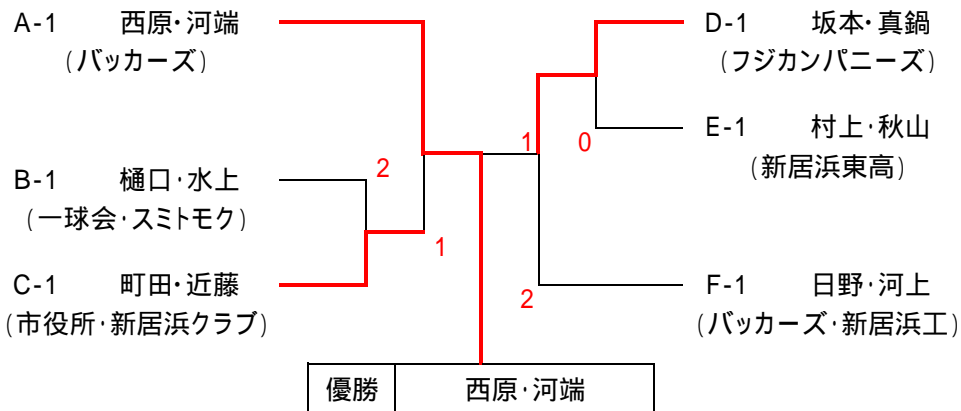 A-1 西原・河端
(バッカーズ)
2
B-1 樋口・水上
(一球会・スミトモク)
1
C-1 町田・近藤
(市役所・新居浜クラブ)
D-1 坂本・真鍋
(フジカンパニーズ)
1 0
E-1 村上・秋山
(新居浜東高)
2
F-1 日野・河上
(バッカーズ・新居浜工)
優勝 西原・河端